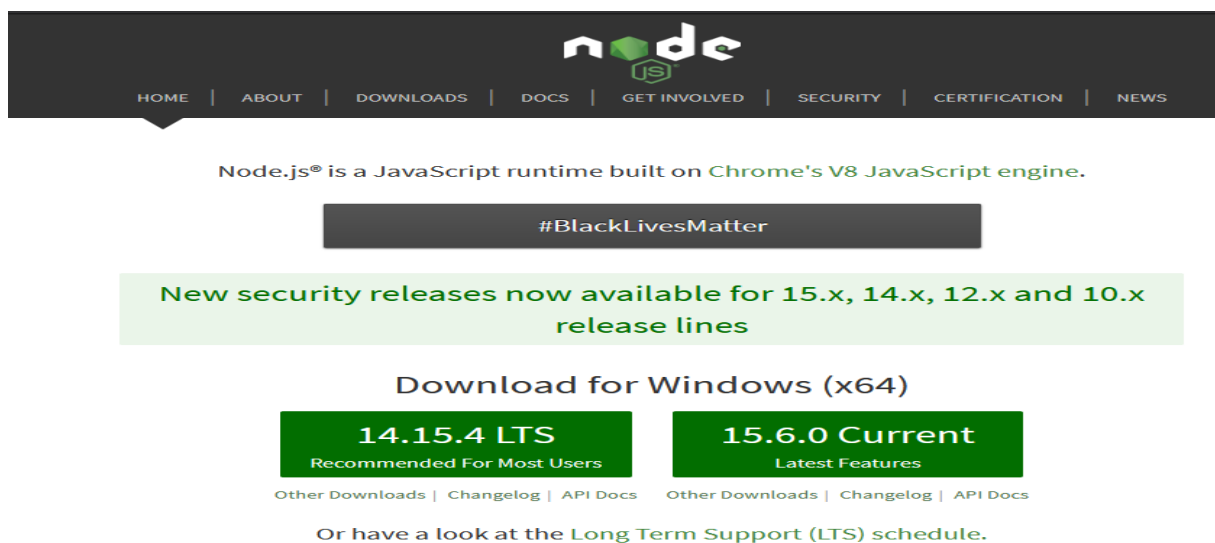 node
JS
HOME | ABOUT | DOWNLOADS | DOCS | GET INVOLVED | SECURITY | CERTIFICATION | NEWS
Node.js® is a JavaScript runtime built on Chrome's V8 JavaScript engine.
#BlackLivesMatter
New security releases now available for 15.x, 14.x, 12.x and 10.x
release lines
Download for Windows (x64)
14.15.4 LTS
Recommended For Most Users
Other Downloads | Changelog | API Docs
15.6.0 Current
Latest Features
Other Downloads | Changelog | API Docs
Or have a look at the Long Term Support (LTS) schedule.